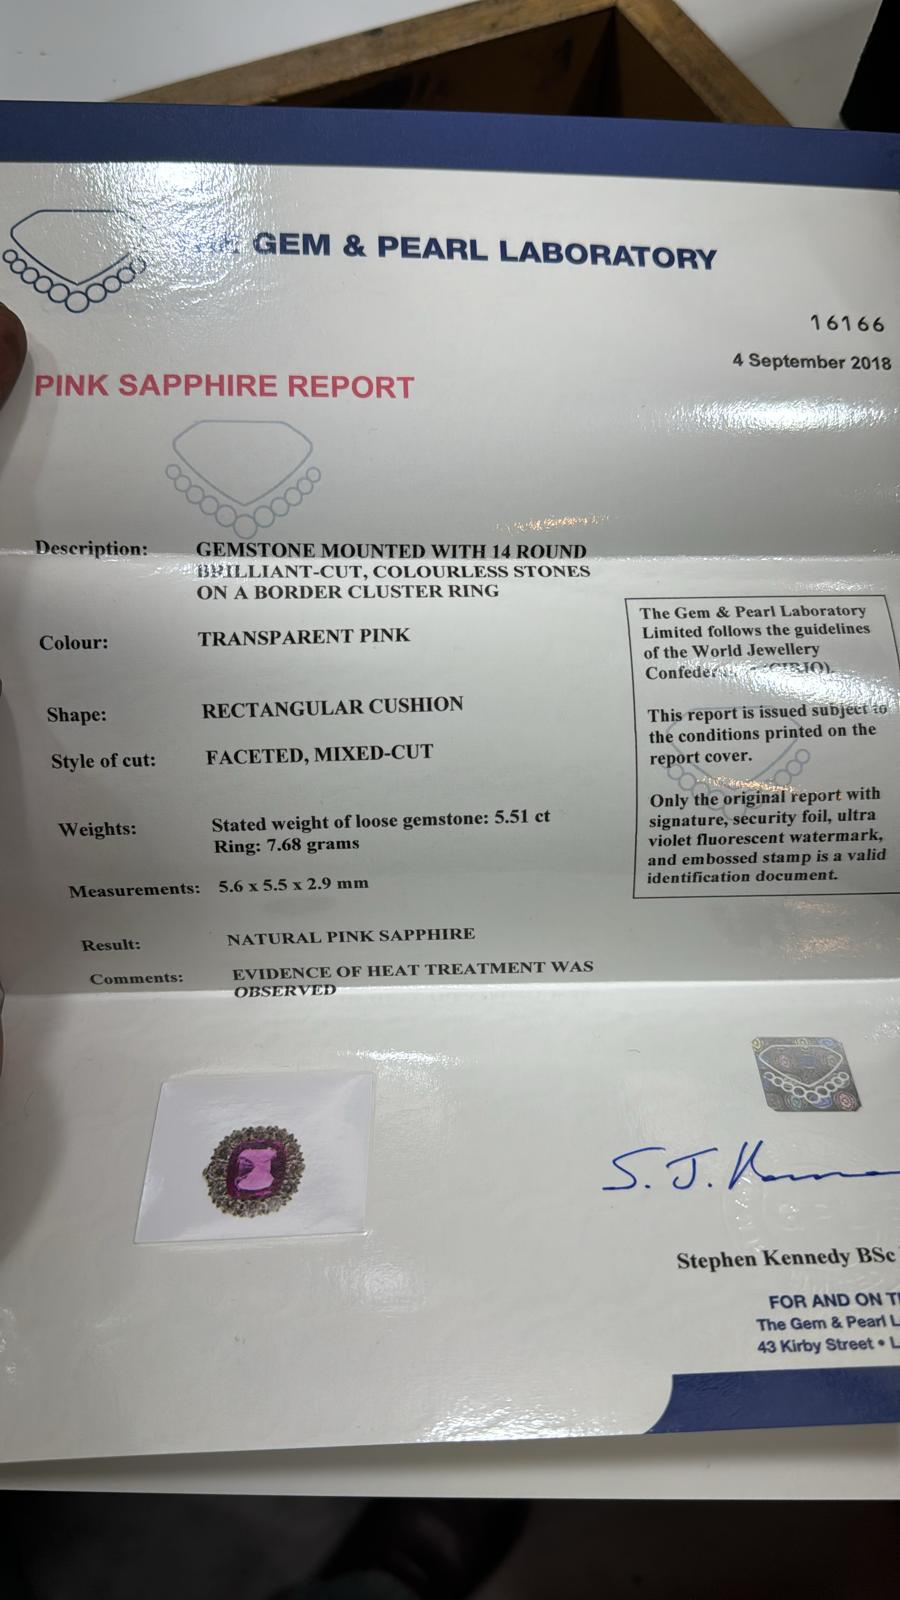 GEM & PEARL LABORATORY
16166
4 September 2018
PINK SAPPHIRE REPORT
Description: GEMSTONE MOUNTED WITH 14 ROUND
BRILLIANT-CUT, COLOURLESS STONES
ON A BORDER CLUSTER RING
Colour: TRANSPARENT PINK
Shape: RECTANGULAR CUSHION
Style of cut: FACETED, MIXED-CUT
Weights: Stated weight of loose gemstone: 5.51 ct
Ring: 7.68 grams
Measurements: 5.6 x 5.5 x 2.9 mm
Result: NATURAL PINK SAPPHIRE
Comments: EVIDENCE OF HEAT TREATMENT WAS
OBSERVED
The Gem & Pearl Laboratory
Limited follows the guidelines
of the World Jewellery
(CIBJO).
This report is issued subject to
the conditions printed on the
report cover.
Only the original report with
signature, security foil, ultra
violet fluorescent watermark,
and embossed stamp is a valid
identification document.
S. J.
Stephen Kennedy BSc
FOR AND ON
The Gem & Pearl
43 Kirby Street •